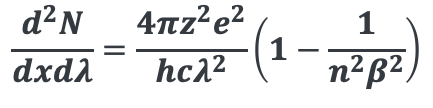 d²N/dxdλ = 4πz²e²/hcλ² (1 − 1/n²β²)